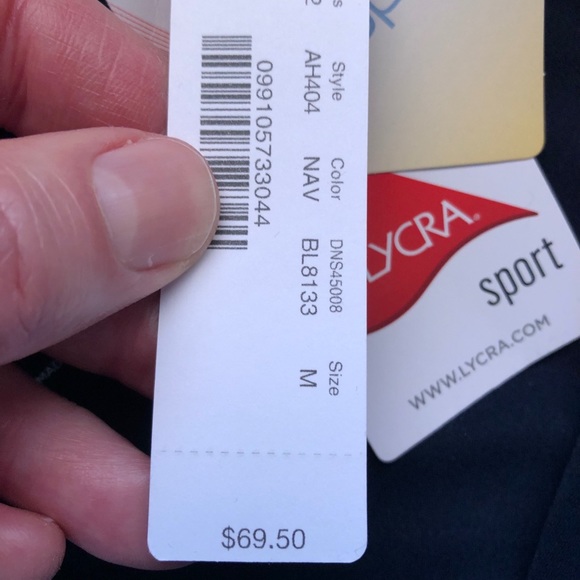 Style
AH404
Color
NAV
DNS45008
BL8133
Size
M
099105733044
$69.50
LYCRA®
sport
WWW.LYCRA.COM